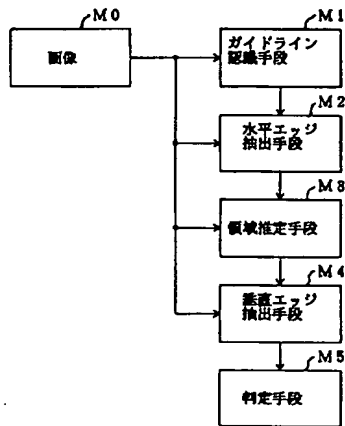 M0
画像
M1
ガイドライン
認識手段
M2
水平エッジ
抽出手段
M3
領域推定手段
M4
垂直エッジ
抽出手段
M5
判定手段